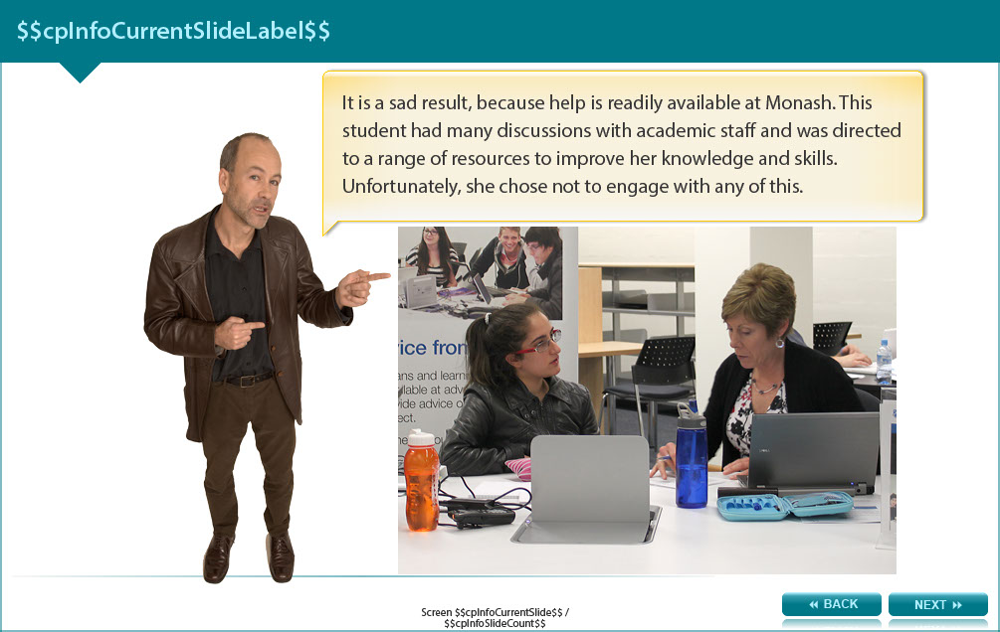 $$cpInfoCurrentSlideLabel$$
It is a sad result, because help is readily available at Monash. This
student had many discussions with academic staff and was directed
to a range of resources to improve her knowledge and skills.
Unfortunately, she chose not to engage with any of this.
vice from
ans and learn
ilable at adv
vide advice o
ect.
Screen $$cpInfoCurrentSlide$$ /
$$cpInfoSlideCount$$
BACK
NEXT